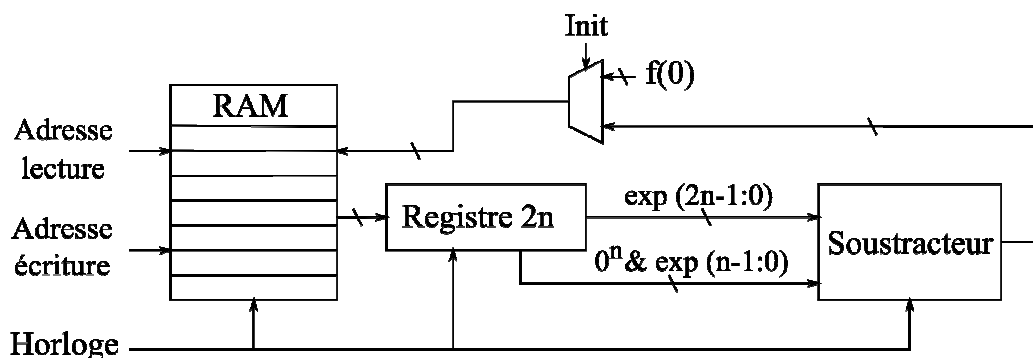 Init
f(0)
RAM
Adresse
lecture
Adresse
écriture
Registre 2n
exp (2n-1:0)
0ⁿ& exp (n-1:0)
Soustracteur
Horloge